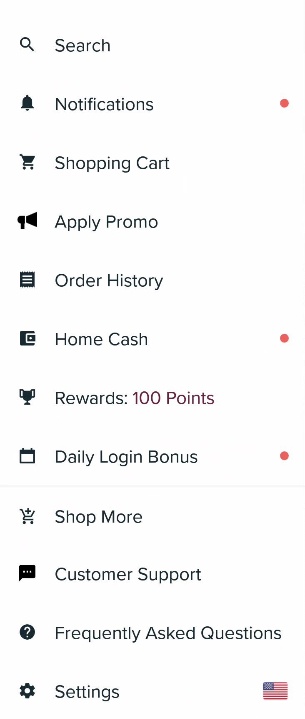 Search
Notifications
Shopping Cart
Apply Promo
Order History
Home Cash
Rewards: 100 Points
Daily Login Bonus
Shop More
Customer Support
Frequently Asked Questions
Settings